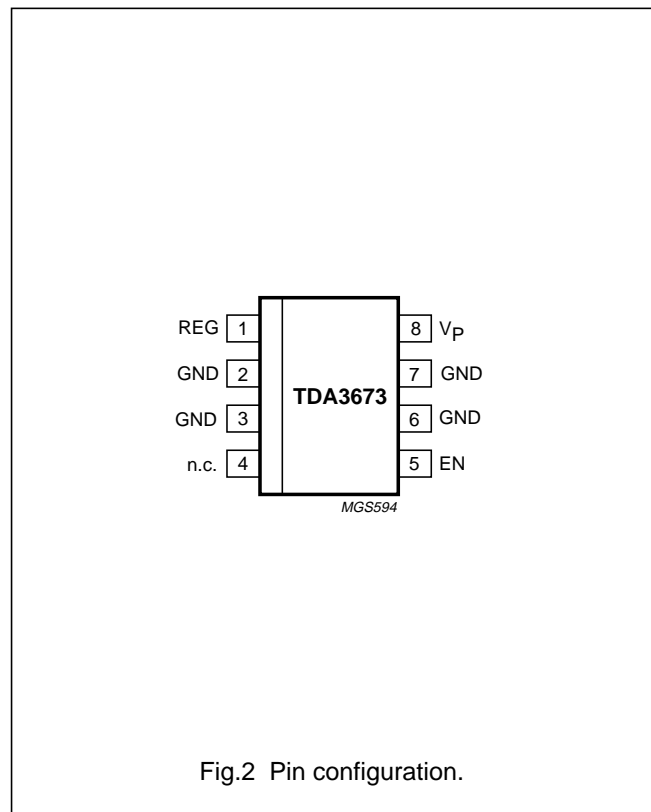 REG 1 8 VP
GND 2 7 GND
TDA3673
GND 3 6 GND
n.c. 4 5 EN
MGS594
Fig.2 Pin configuration.